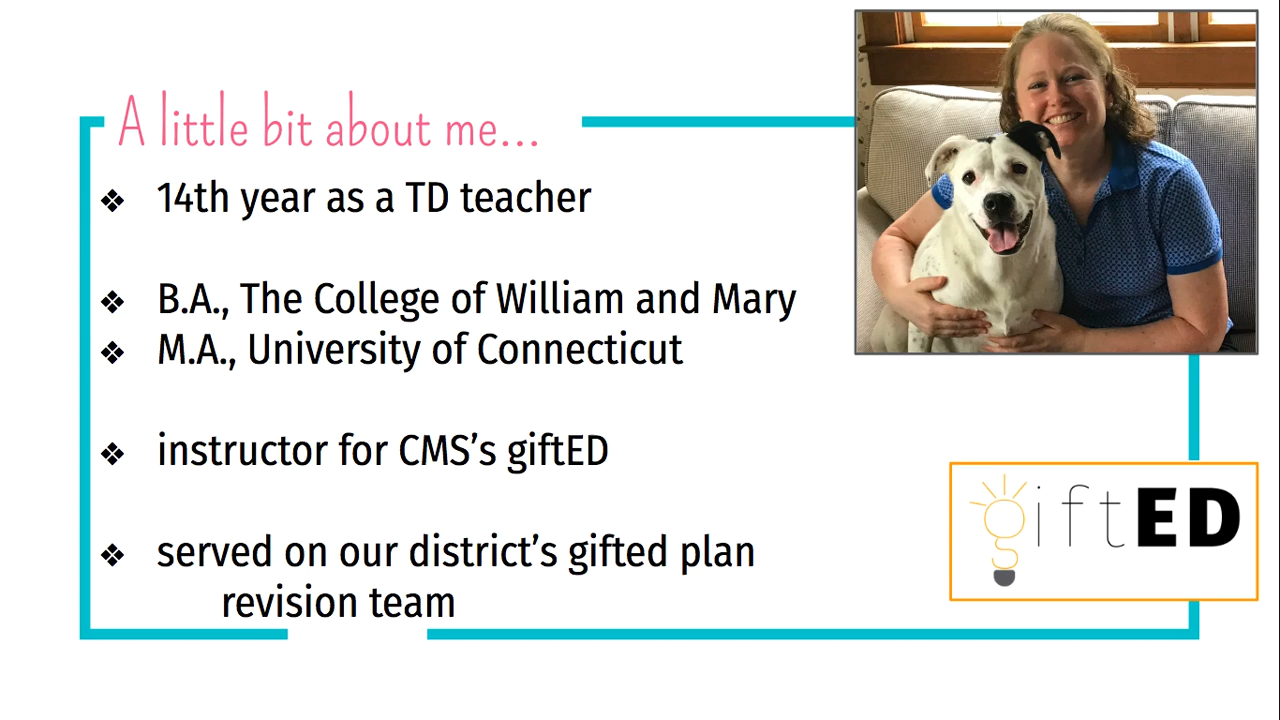 A little bit about me...
❖ 14th year as a TD teacher
❖ B.A., The College of William and Mary
❖ M.A., University of Connecticut
❖ instructor for CMS’s giftED
❖ served on our district’s gifted plan
revision team
giftED